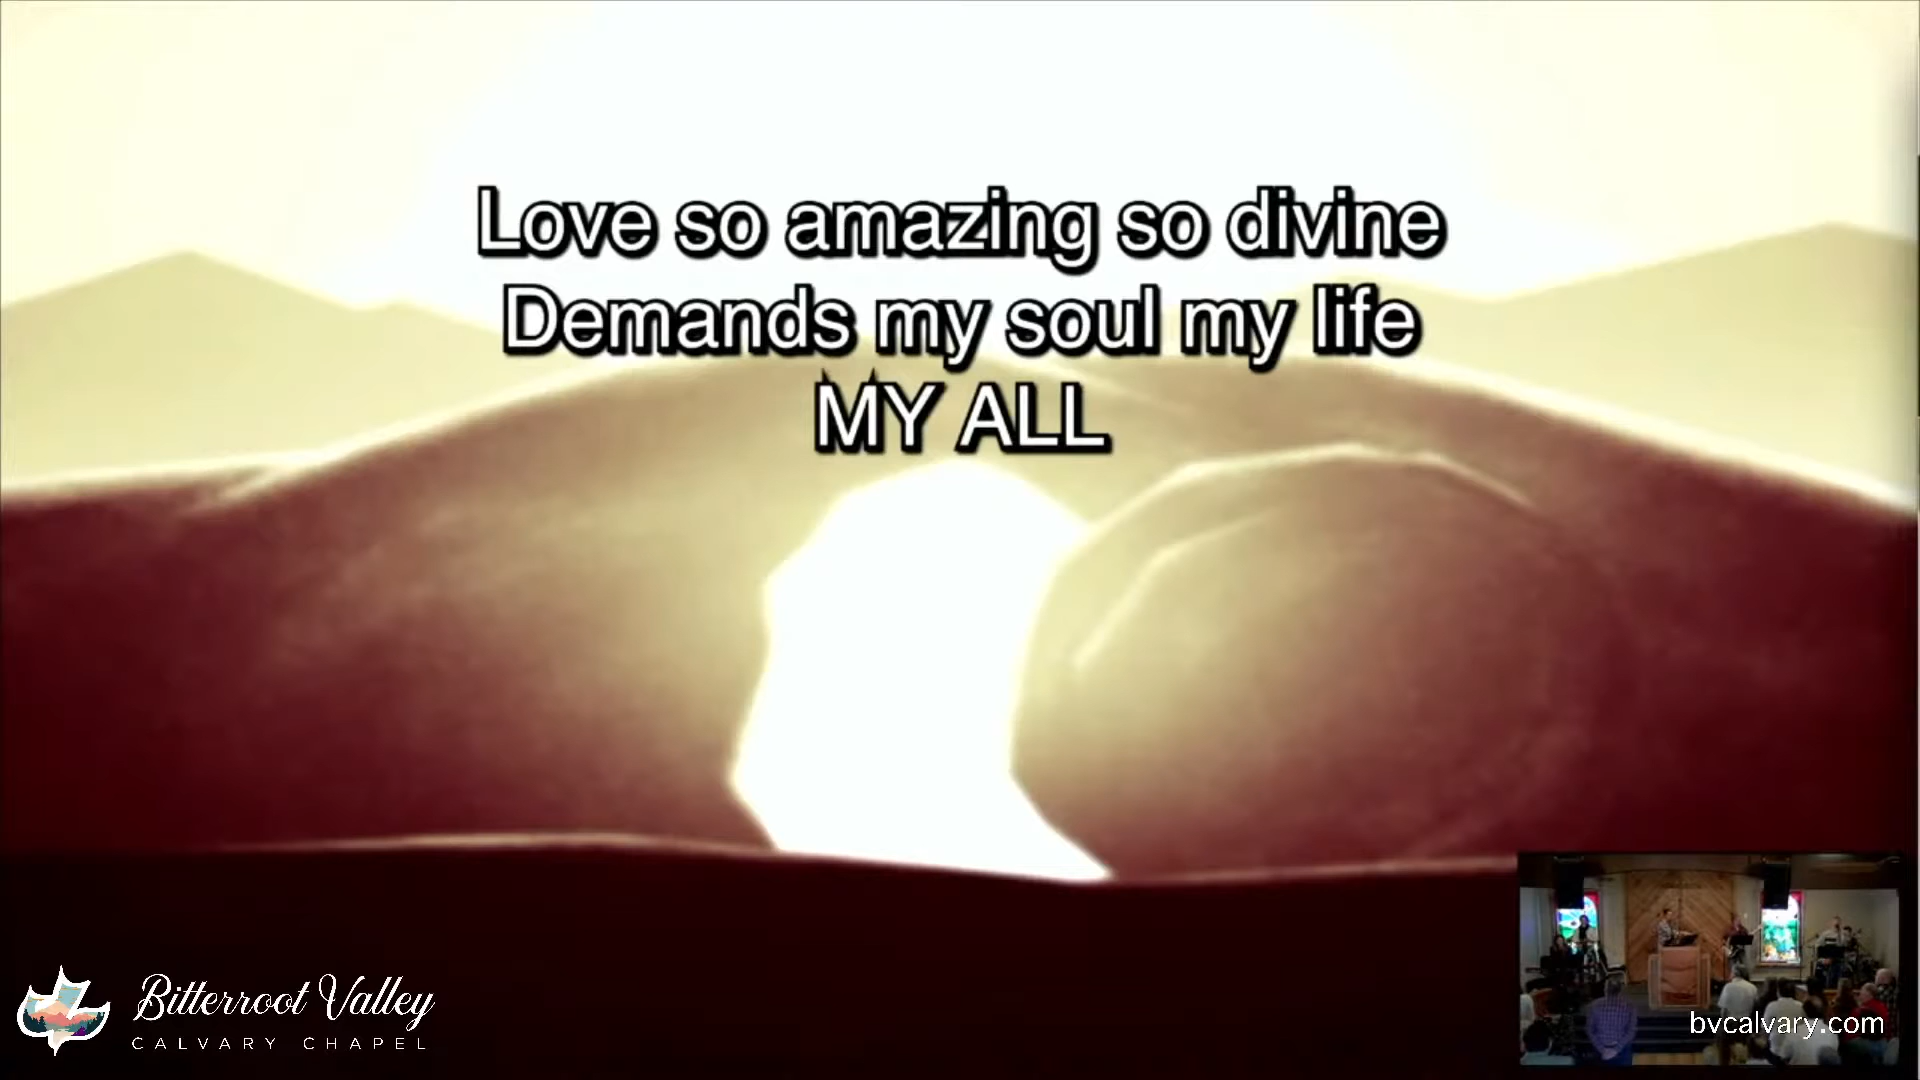 Love so amazing so divine
Demands my soul my life
MY ALL
Bitterroot Valley
CALVARY CHAPEL
bvcalvary.com